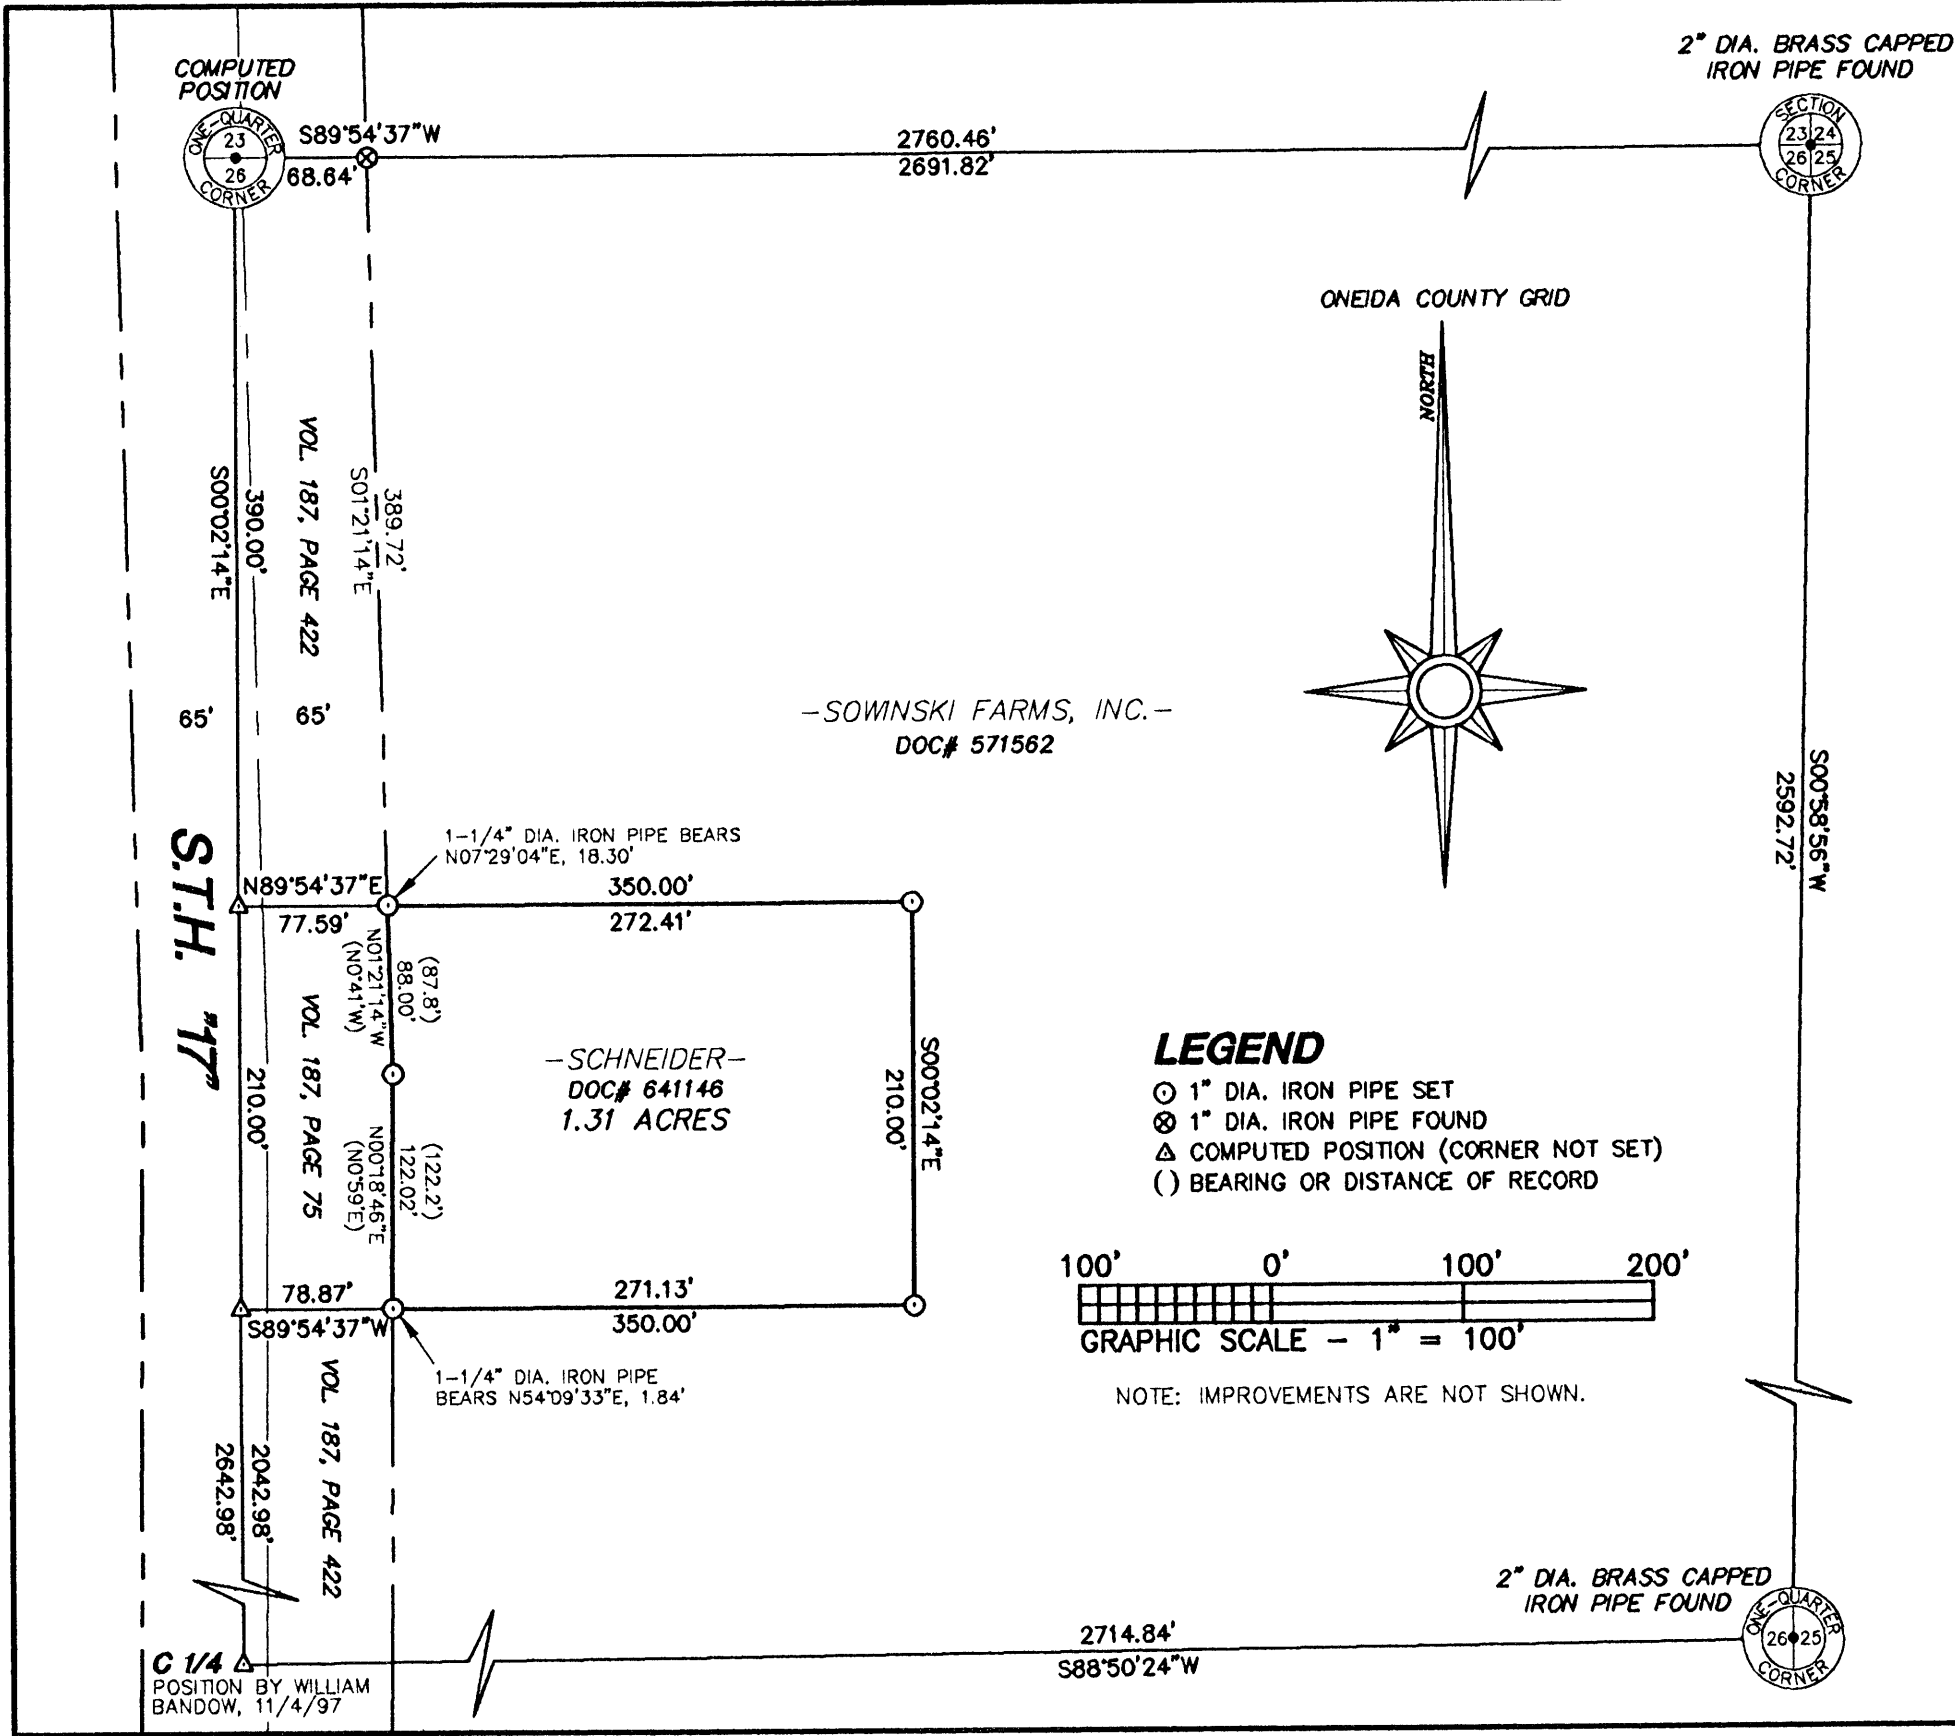 COMPUTED
POSITION
ONE-QUARTER
23
26
CORNER
S89°54'37"W
68.64'
2760.46'
2691.82'
2" DIA. BRASS CAPPED
IRON PIPE FOUND
SECTION
23 24
26 25
CORNER
ONEIDA COUNTY GRID
NORTH
S00°02'14"E
390.00'
VOL. 187, PAGE 422
389.72'
S01°21'14"E
65'
65'
-SOWINSKI FARMS, INC.-
DOC# 571562
S00°58'56"W
2592.72'
S.T.H. "17"
1-1/4" DIA. IRON PIPE BEARS
N07°29'04"E, 18.30'
N89°54'37"E
77.59'
350.00'
272.41'
(87.8')
88.00'
N01°21'14"W
(N0°41'W)
210.00'
VOL. 187, PAGE 75
-SCHNEIDER-
DOC# 641146
1.31 ACRES
(122.2')
122.02'
N00°18'46"E
(N0°59'E)
S00°02'14"E
210.00'
78.87'
S89°54'37"W
271.13'
350.00'
1-1/4" DIA. IRON PIPE
BEARS N54°09'33"E, 1.84'
LEGEND
1" DIA. IRON PIPE SET
1" DIA. IRON PIPE FOUND
COMPUTED POSITION (CORNER NOT SET)
( ) BEARING OR DISTANCE OF RECORD
100' 0' 100' 200'
GRAPHIC SCALE - 1" = 100'
NOTE: IMPROVEMENTS ARE NOT SHOWN.
VOL. 187, PAGE 422
2042.98'
2642.98'
C 1/4
POSITION BY WILLIAM
BANDOW, 11/4/97
2714.84'
S88°50'24"W
2" DIA. BRASS CAPPED
IRON PIPE FOUND
ONE-QUARTER
26 25
CORNER